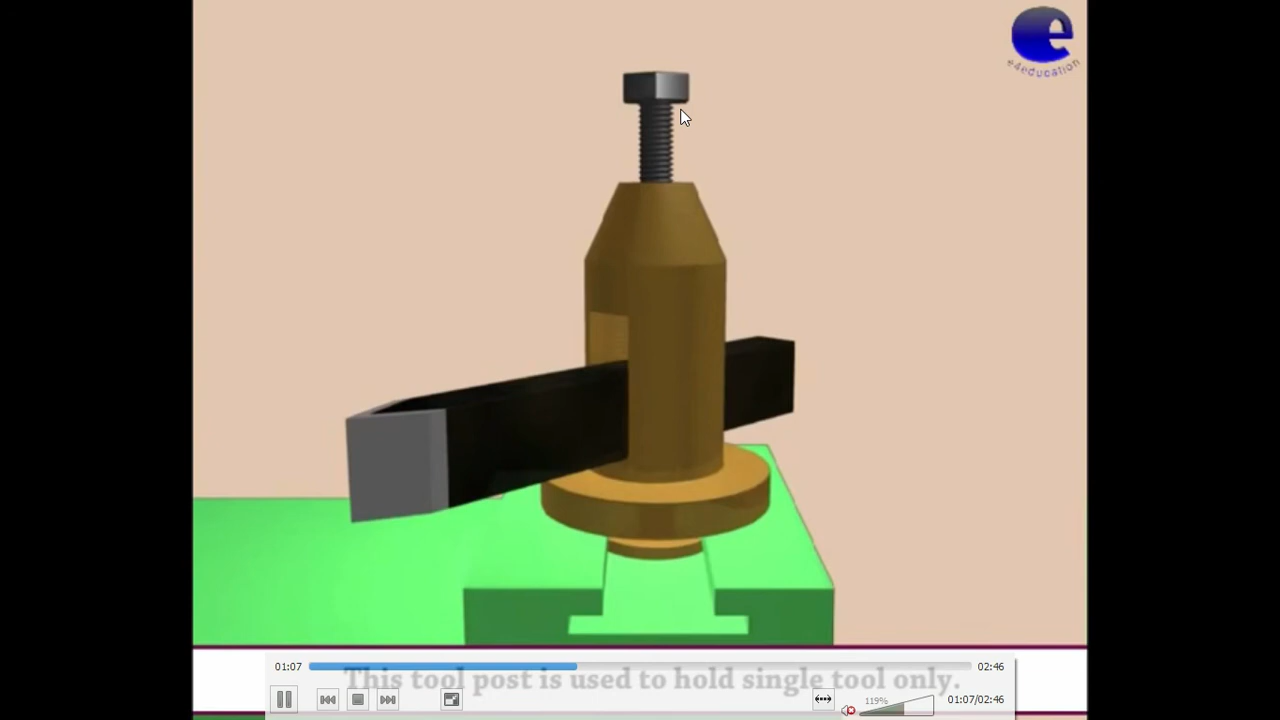 e
e4education
01:07
02:46
This tool post is used to hold single tool only.
119%
01:07/02:46